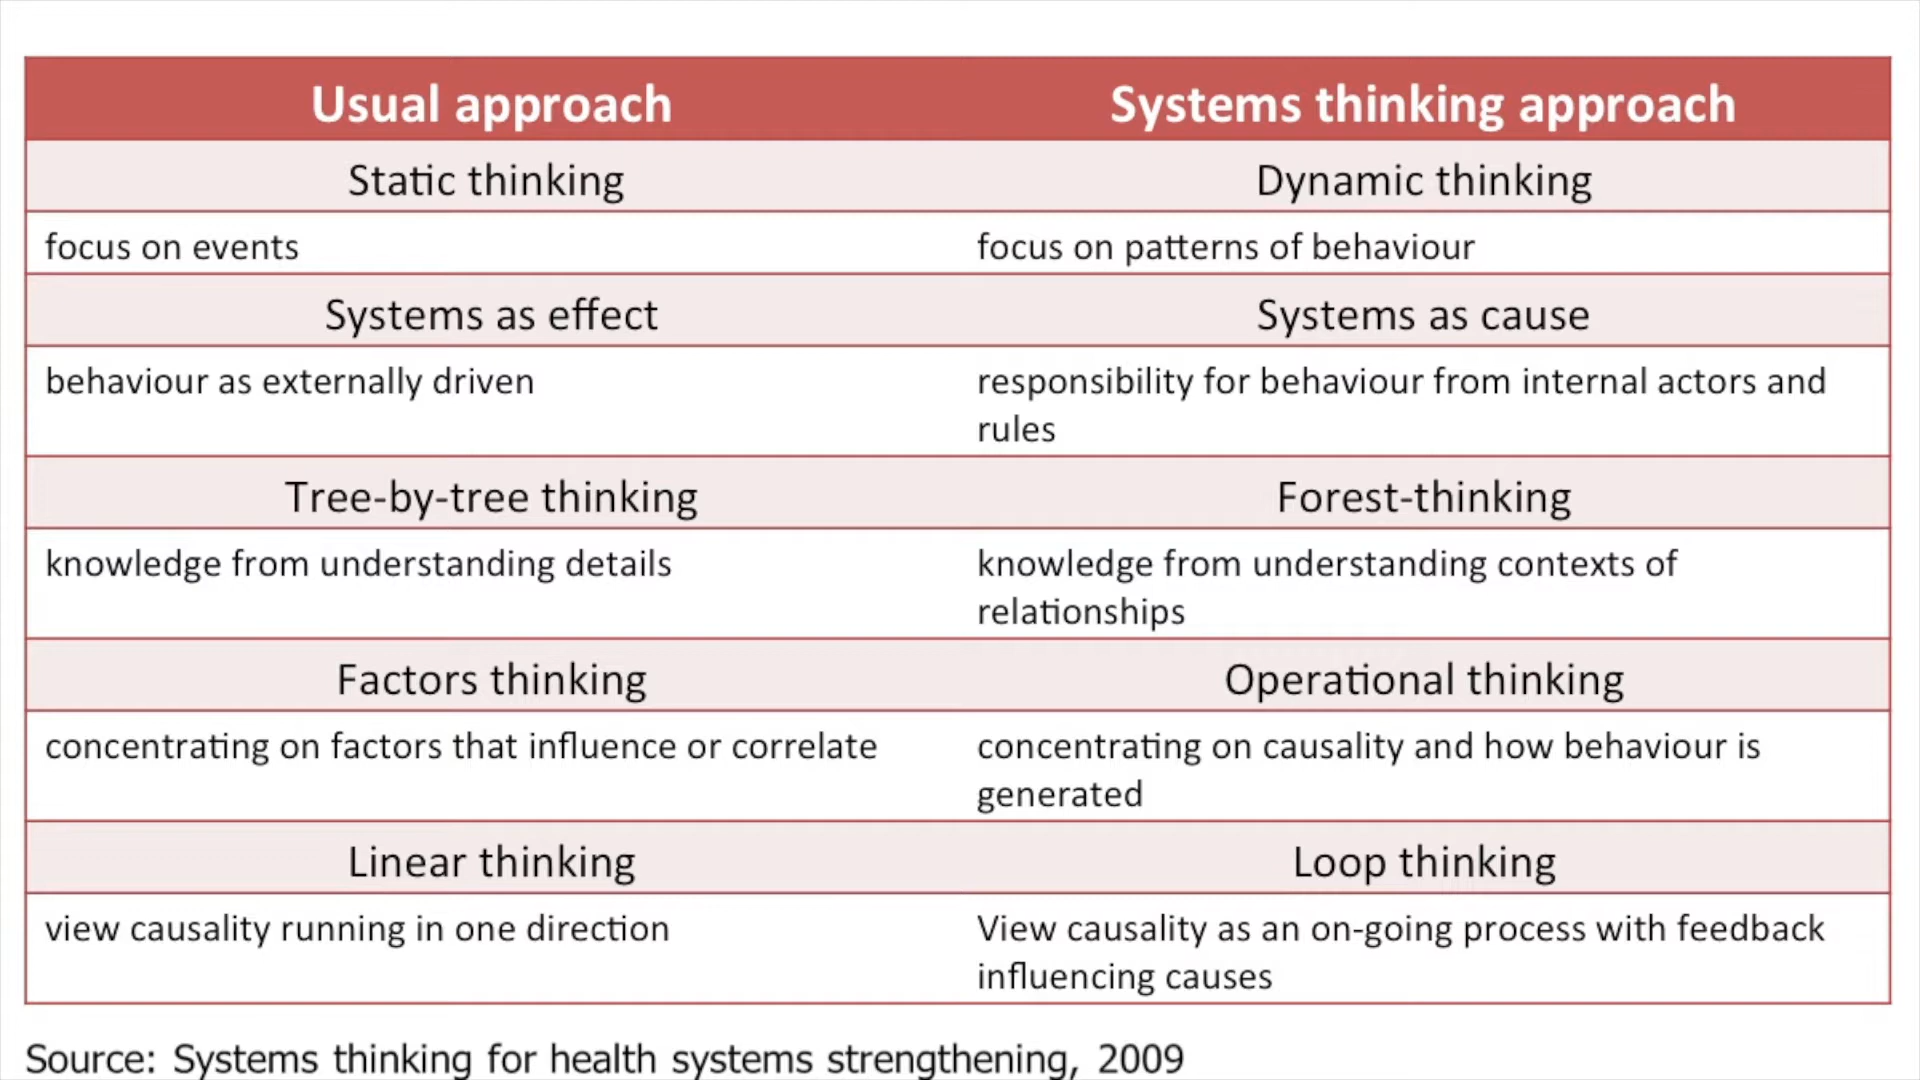 Usual approach
Systems thinking approach
Static thinking
Dynamic thinking
focus on events
focus on patterns of behaviour
Systems as effect
Systems as cause
behaviour as externally driven
responsibility for behaviour from internal actors and
rules
Tree-by-tree thinking
Forest-thinking
knowledge from understanding details
knowledge from understanding contexts of
relationships
Factors thinking
Operational thinking
concentrating on factors that influence or correlate
concentrating on causality and how behaviour is
generated
Linear thinking
Loop thinking
view causality running in one direction
View causality as an on-going process with feedback
influencing causes
Source: Systems thinking for health systems strengthening, 2009